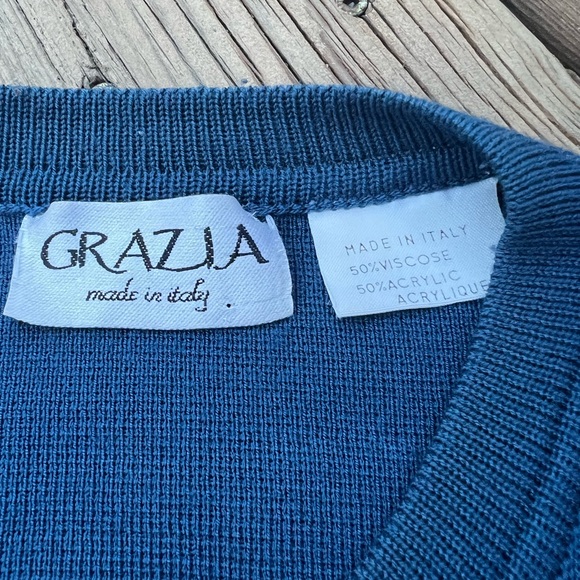 GRAZIA
made in italy
MADE IN ITALY
50%VISCOSE
50%ACRYLIC
ACRYLIQUE